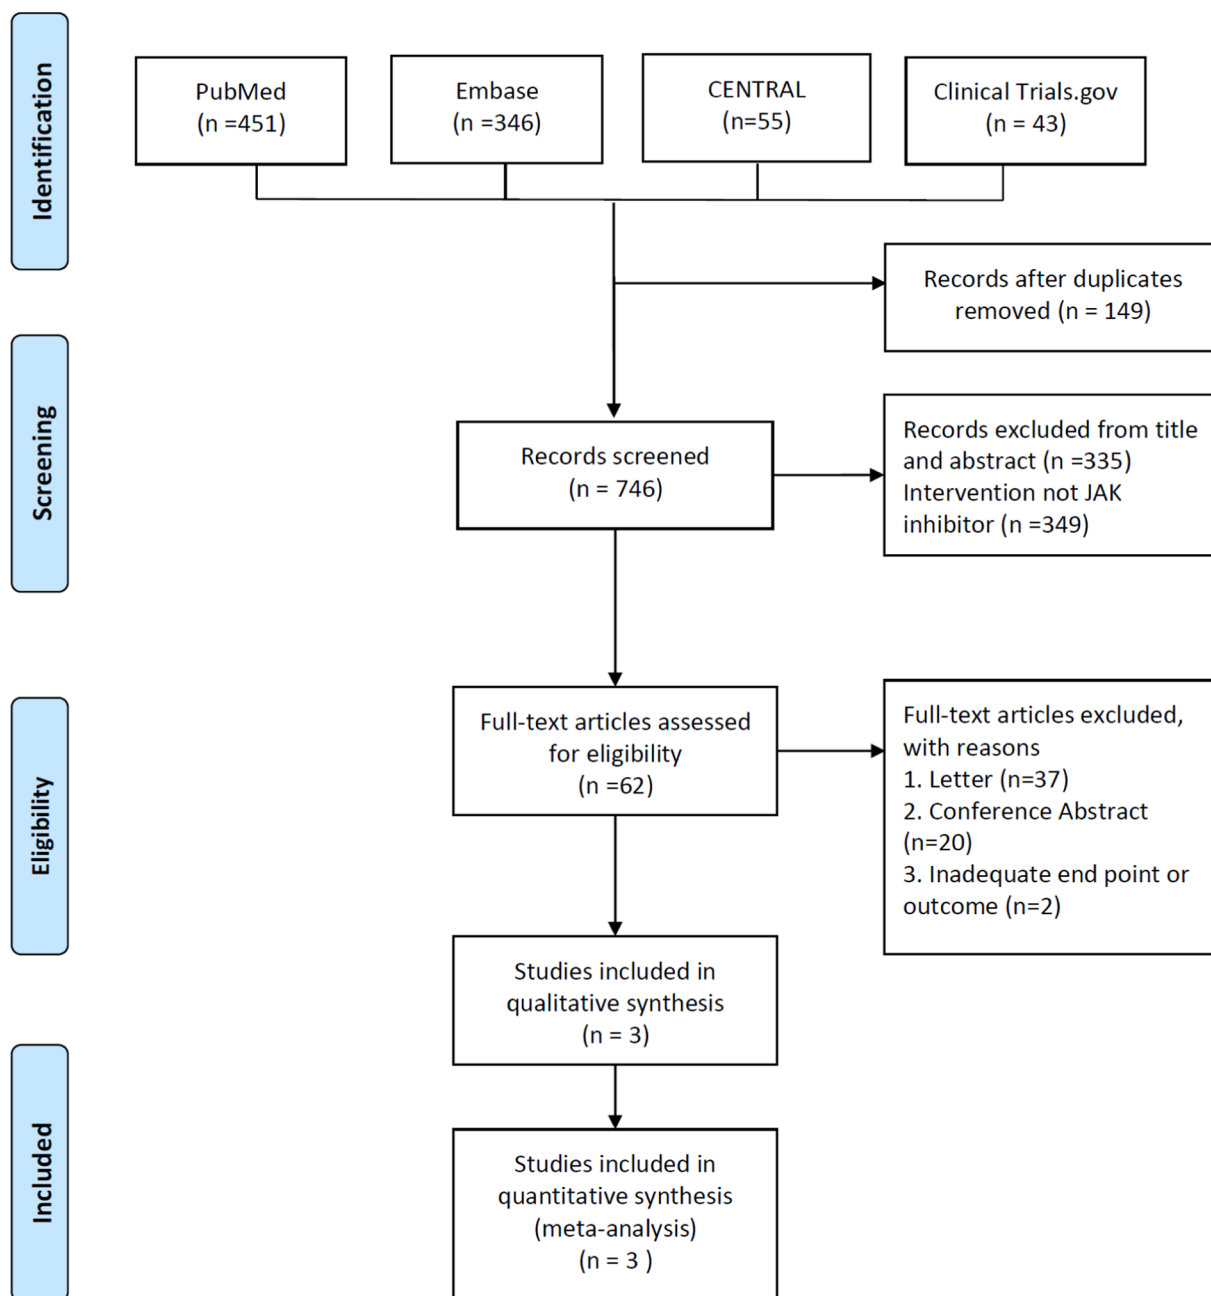 Identification
PubMed
(n =451)
Embase
(n =346)
CENTRAL
(n=55)
Clinical Trials.gov
(n = 43)
Records after duplicates
removed (n = 149)
Screening
Records screened
(n = 746)
Records excluded from title
and abstract (n =335)
Intervention not JAK
inhibitor (n =349)
Eligibility
Full-text articles assessed
for eligibility
(n =62)
Full-text articles excluded,
with reasons
1. Letter (n=37)
2. Conference Abstract
(n=20)
3. Inadequate end point or
outcome (n=2)
Studies included in
qualitative synthesis
(n = 3)
Included
Studies included in
quantitative synthesis
(meta-analysis)
(n = 3 )